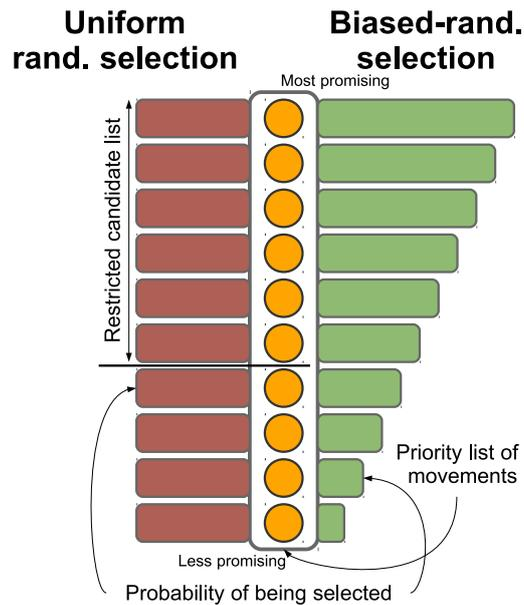 Uniform
rand. selection
Biased-rand.
selection
Most promising
Restricted candidate list
Priority list of
movements
Less promising
Probability of being selected